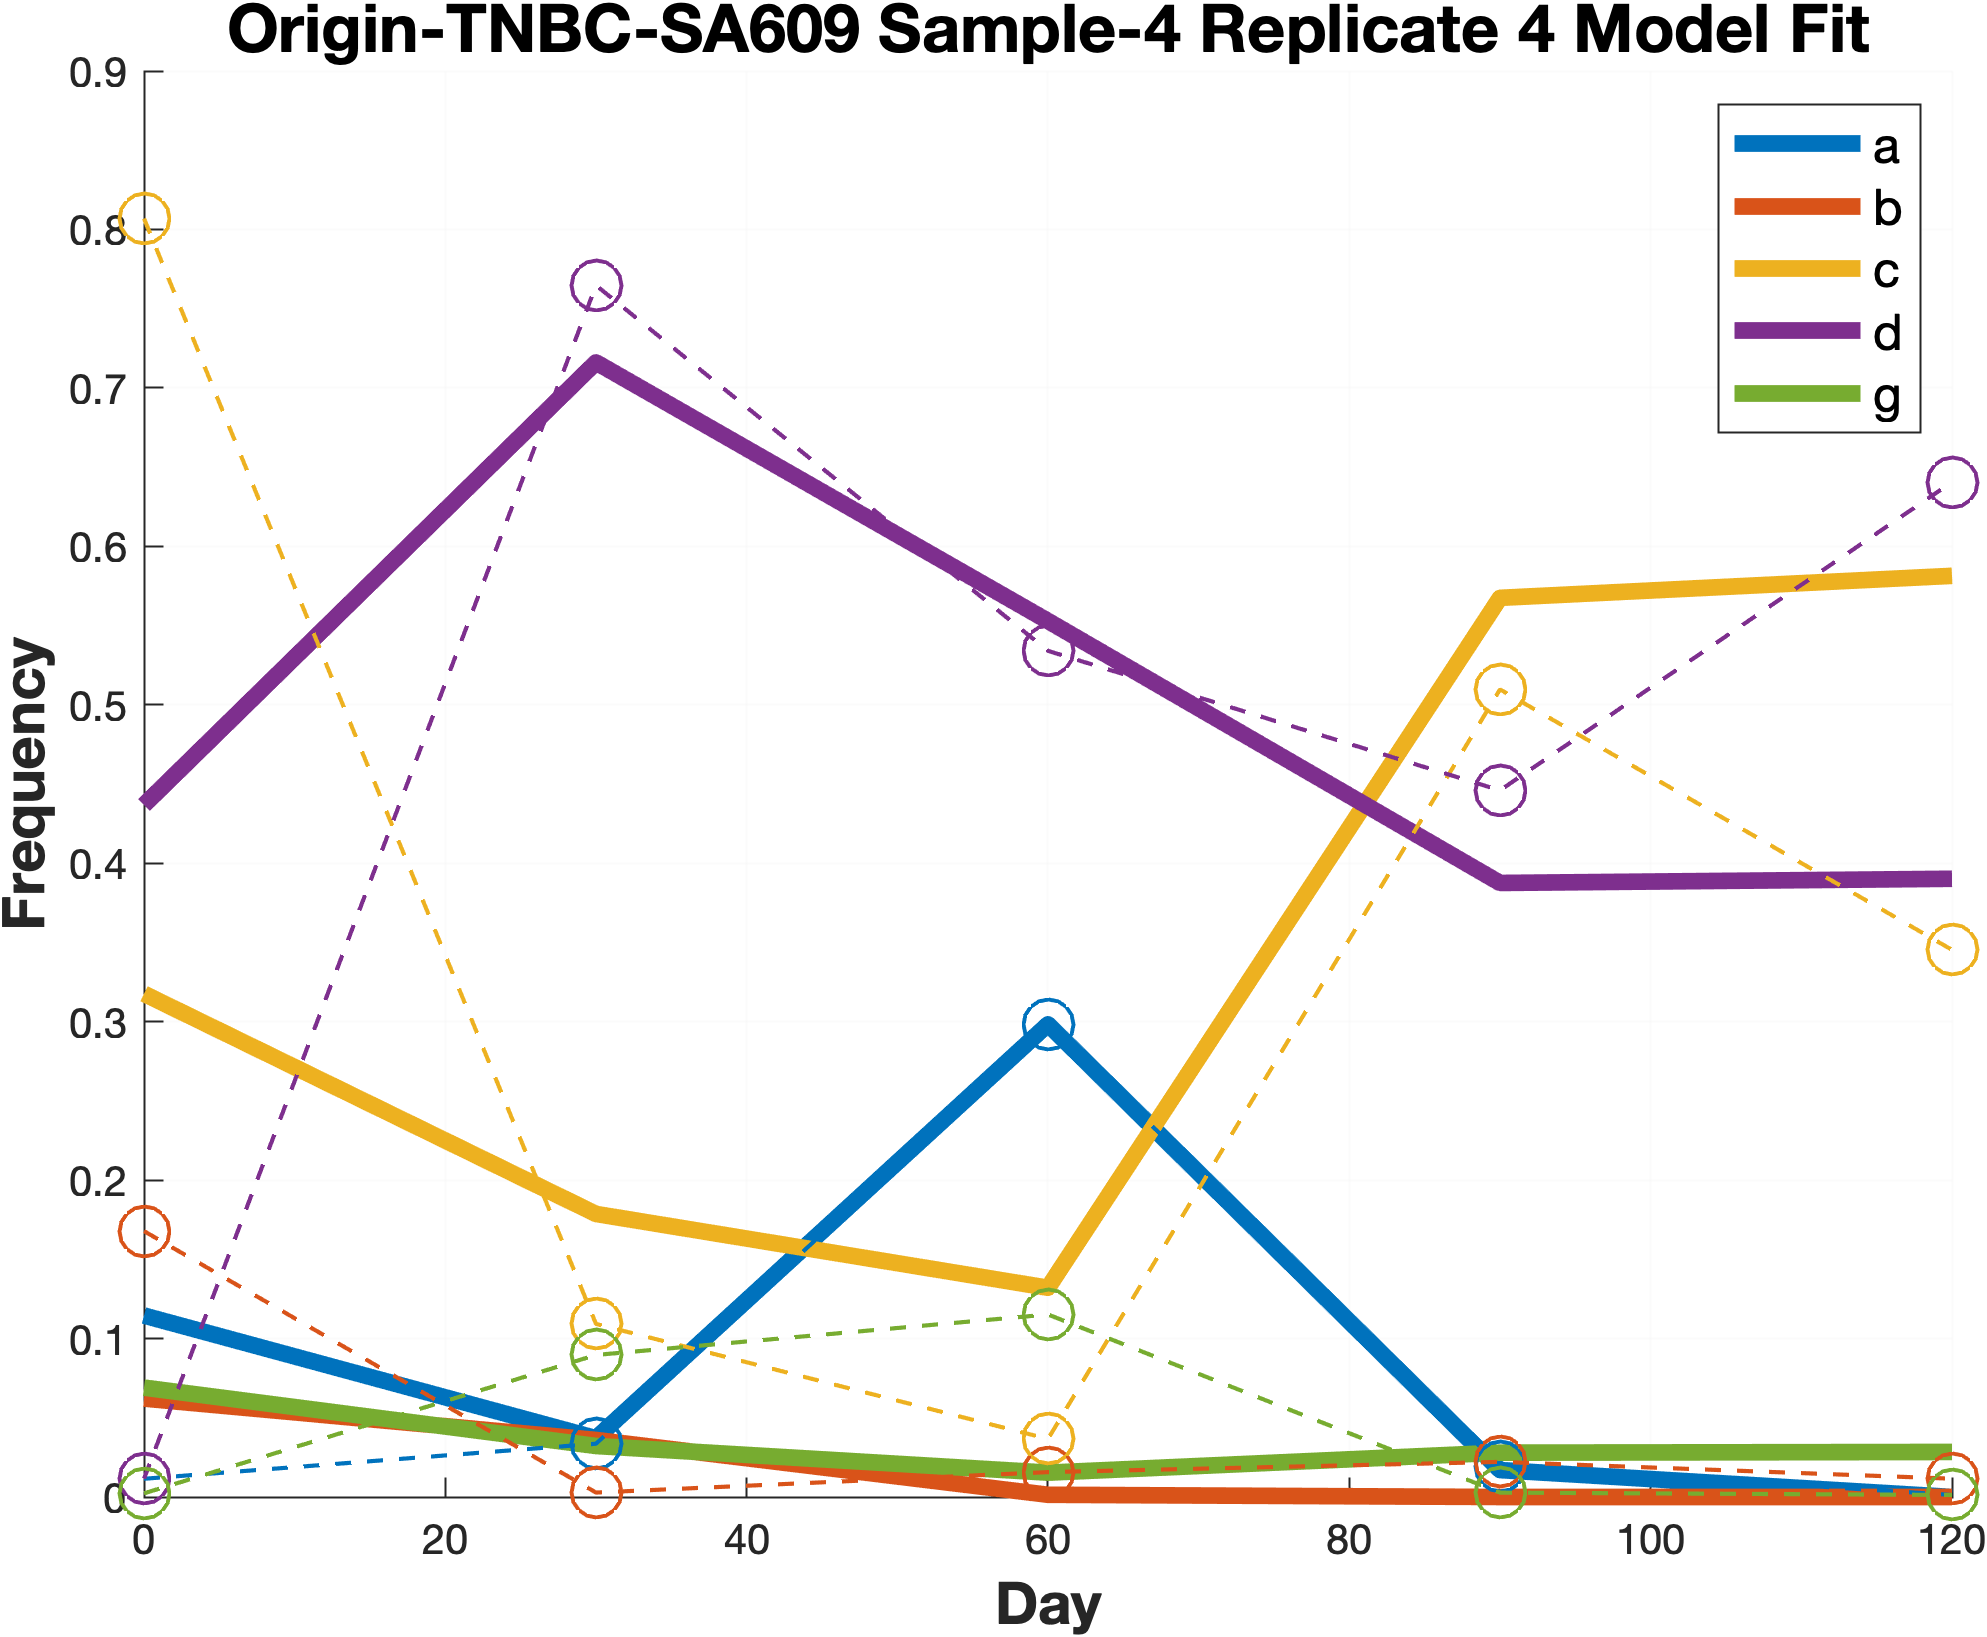 Origin-TNBC-SA609 Sample-4 Replicate 4 Model Fit
0.9
0.8
0.7
0.6
0.5
0.4
0.3
0.2
0.1
0
Frequency
a
b
c
d
g
0 20 40 60 80 100 120
Day